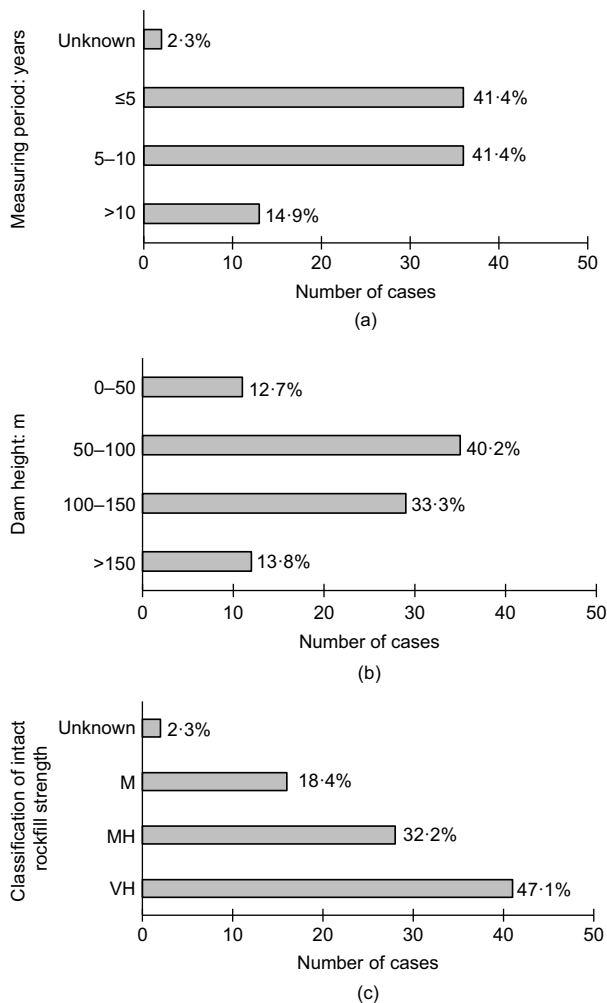 Measuring period: years
Unknown
2·3%
≤5
41·4%
5–10
41·4%
>10
14·9%
0 10 20 30 40 50
Number of cases
(a)
Dam height: m
0–50
12·7%
50–100
40·2%
100–150
33·3%
>150
13·8%
0 10 20 30 40 50
Number of cases
(b)
Classification of intact
rockfill strength
Unknown
2·3%
M
18·4%
MH
32·2%
VH
47·1%
0 10 20 30 40 50
Number of cases
(c)